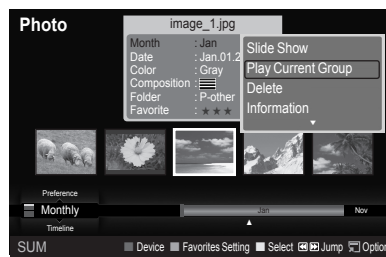 Photo
image_1.jpg
Month : Jan
Date : Jan.01.2
Color : Gray
Composition :
Folder : P-other
Favorite : ★ ★ ★
Slide Show
Play Current Group
Delete
Information
Preference
Monthly
Timeline
Jan
Nov
SUM
Device
Favorites Setting
Select
Jump
Option